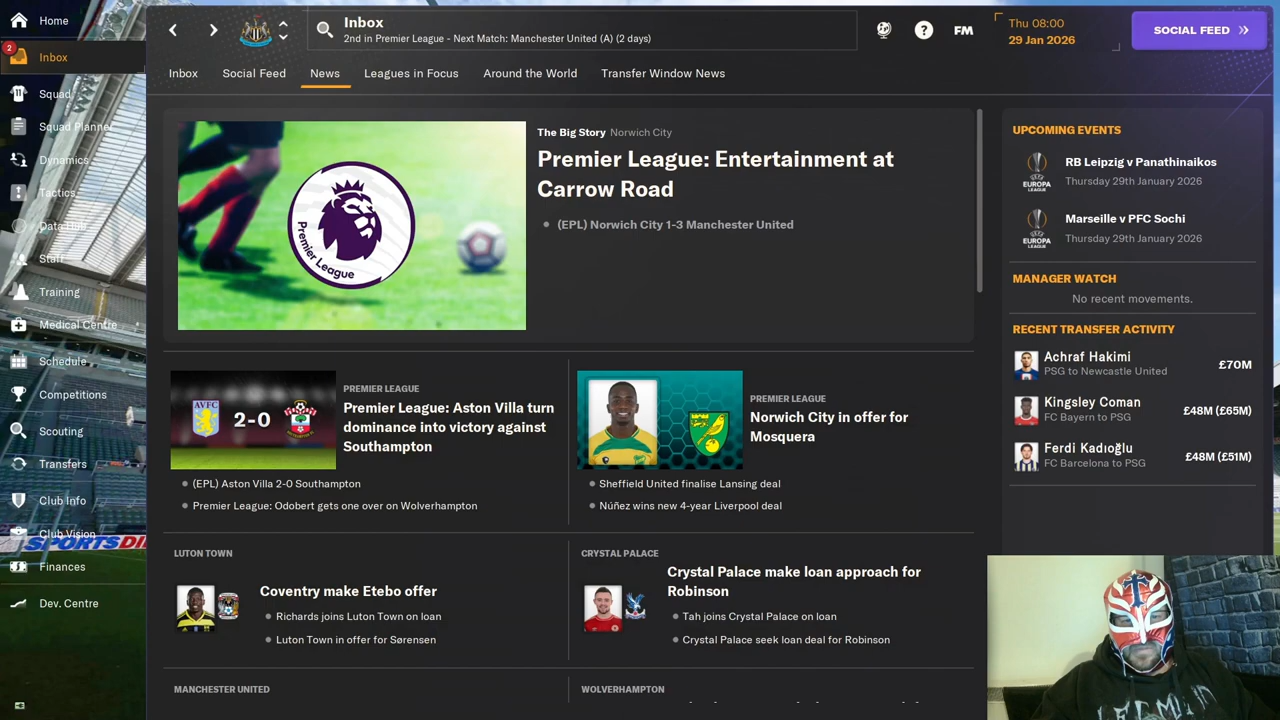 Home
2
Inbox
Squad
Squad Planner
Dynamics
Tactics
Data Hub
Staff
Training
Medical Centre
Schedule
Competitions
Scouting
Transfers
Club Info
Club Vision
SPORTSDI
Finances
Dev. Centre
Inbox
2nd in Premier League - Next Match: Manchester United (A) (2 days)
?
FM
Thu 08:00
29 Jan 2026
SOCIAL FEED
Inbox
Social Feed
News
Leagues in Focus
Around the World
Transfer Window News
Premier League
The Big Story Norwich City
Premier League: Entertainment at
Carrow Road
(EPL) Norwich City 1-3 Manchester United
AVFC
2-0
PREMIER LEAGUE
Premier League: Aston Villa turn
dominance into victory against
Southampton
(EPL) Aston Villa 2-0 Southampton
Premier League: Odobert gets one over on Wolverhampton
PREMIER LEAGUE
Norwich City in offer for
Mosquera
Sheffield United finalise Lansing deal
Núñez wins new 4-year Liverpool deal
LUTON TOWN
Coventry make Etebo offer
Richards joins Luton Town on loan
Luton Town in offer for Sørensen
CRYSTAL PALACE
Crystal Palace make loan approach for
Robinson
Tah joins Crystal Palace on loan
Crystal Palace seek loan deal for Robinson
MANCHESTER UNITED
WOLVERHAMPTON
UPCOMING EVENTS
EUROPA
LEAGUE
RB Leipzig v Panathinaikos
Thursday 29th January 2026
EUROPA
LEAGUE
Marseille v PFC Sochi
Thursday 29th January 2026
MANAGER WATCH
No recent movements.
RECENT TRANSFER ACTIVITY
Achraf Hakimi
PSG to Newcastle United
£70M
Kingsley Coman
FC Bayern to PSG
£48M (£65M)
Ferdi Kadıoğlu
FC Barcelona to PSG
£48M (£51M)